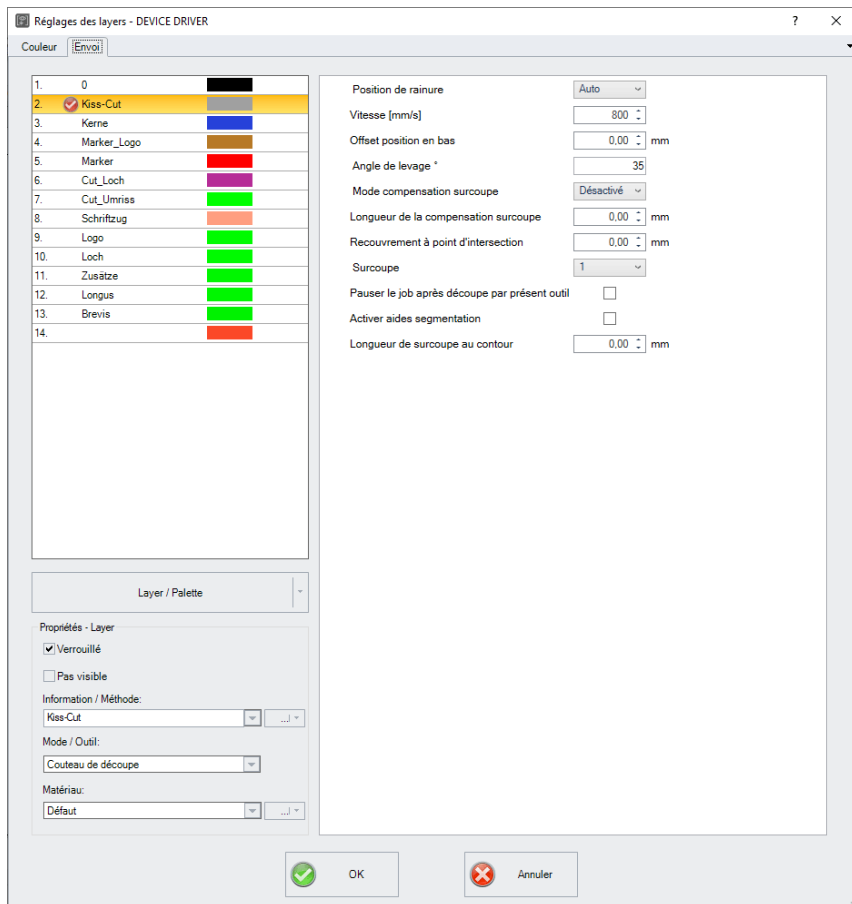 Réglages des layers - DEVICE DRIVER
?
Couleur Envoi
1. 0
2. Kiss-Cut
3. Kerne
4. Marker_Logo
5. Marker
6. Cut_Loch
7. Cut_Umriss
8. Schriftzug
9. Logo
10. Loch
11. Zusätze
12. Longus
13. Brevis
14.
Layer / Palette
Propriétés - Layer
Verrouillé
Pas visible
Information / Méthode:
Kiss-Cut ...
Mode / Outil:
Couteau de découpe
Matériau:
Défaut ...
Position de rainure Auto
Vitesse [mm/s] 800
Offset position en bas 0,00 mm
Angle de levage ° 35
Mode compensation surcoupe Désactivé
Longueur de la compensation surcoupe 0,00 mm
Recouvrement à point d'intersection 0,00 mm
Surcoupe 1
Pauser le job après découpe par présent outil
Activer aides segmentation
Longueur de surcoupe au contour 0,00 mm
OK Annuler